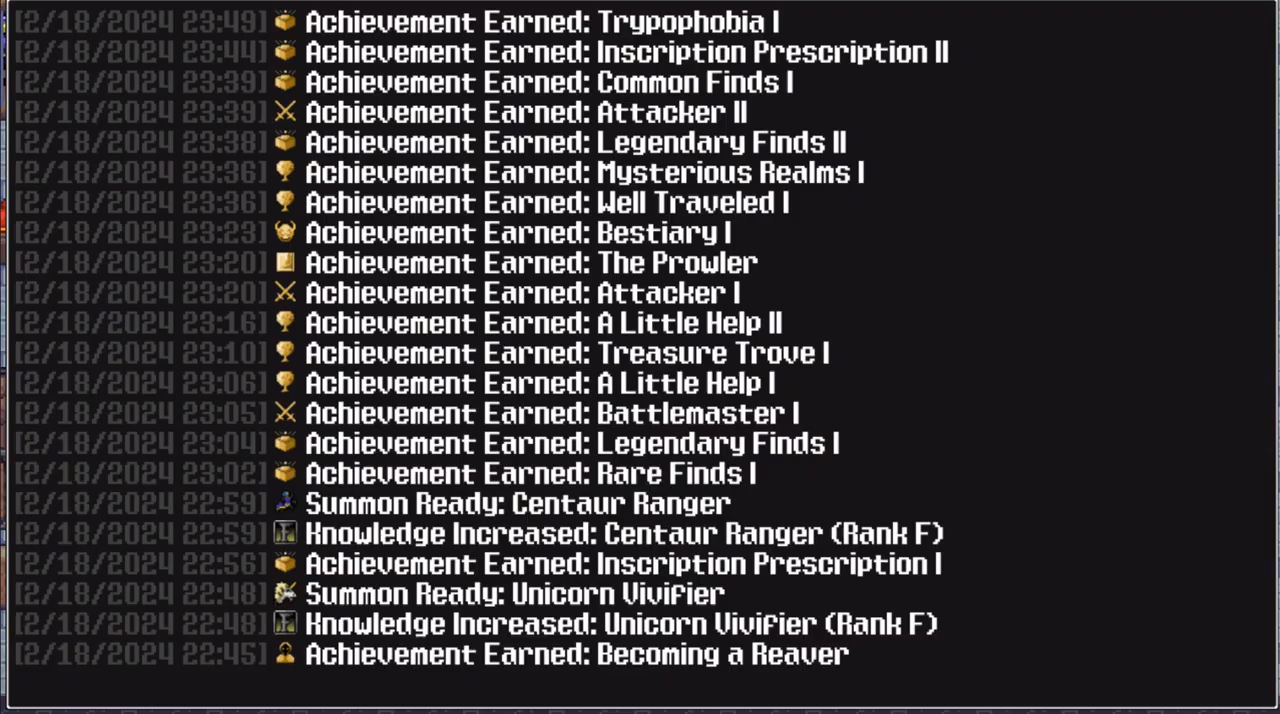 [2/18/2024 23:49] Achievement Earned: Trypophobia I
[2/18/2024 23:44] Achievement Earned: Inscription Prescription II
[2/18/2024 23:39] Achievement Earned: Common Finds I
[2/18/2024 23:39] Achievement Earned: Attacker II
[2/18/2024 23:38] Achievement Earned: Legendary Finds II
[2/18/2024 23:36] Achievement Earned: Mysterious Realms I
[2/18/2024 23:36] Achievement Earned: Well Traveled I
[2/18/2024 23:23] Achievement Earned: Bestiary I
[2/18/2024 23:20] Achievement Earned: The Prowler
[2/18/2024 23:20] Achievement Earned: Attacker I
[2/18/2024 23:16] Achievement Earned: A Little Help II
[2/18/2024 23:10] Achievement Earned: Treasure Trove I
[2/18/2024 23:06] Achievement Earned: A Little Help I
[2/18/2024 23:05] Achievement Earned: Battlemaster I
[2/18/2024 23:04] Achievement Earned: Legendary Finds I
[2/18/2024 23:02] Achievement Earned: Rare Finds I
[2/18/2024 22:59] Summon Ready: Centaur Ranger
[2/18/2024 22:59] Knowledge Increased: Centaur Ranger (Rank F)
[2/18/2024 22:56] Achievement Earned: Inscription Prescription I
[2/18/2024 22:48] Summon Ready: Unicorn Vivifier
[2/18/2024 22:48] Knowledge Increased: Unicorn Vivifier (Rank F)
[2/18/2024 22:45] Achievement Earned: Becoming a Reaver